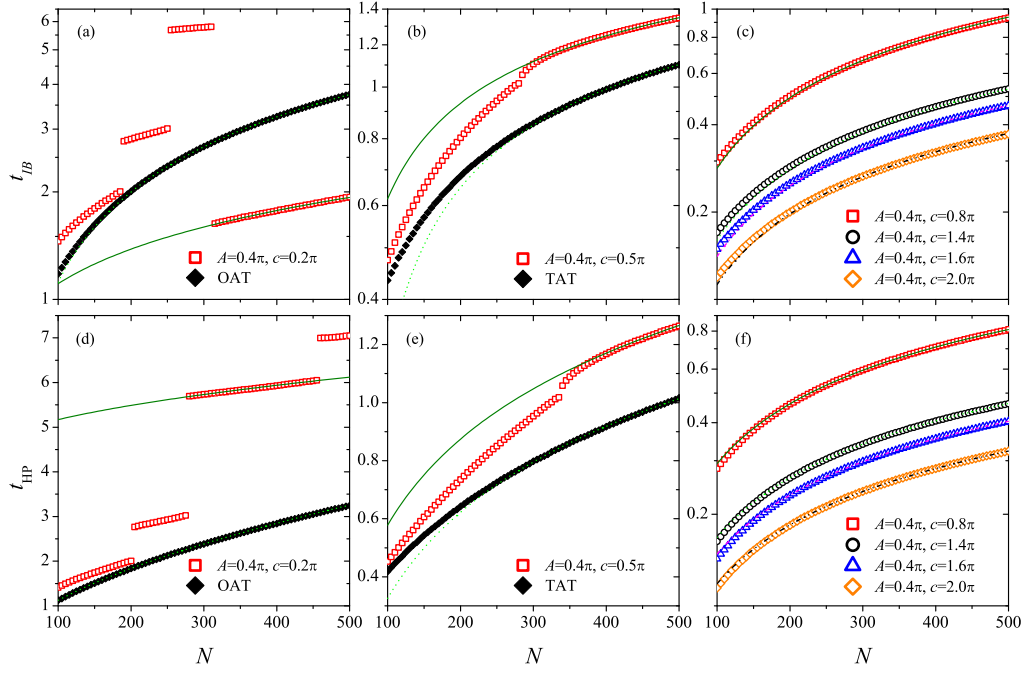 (a)
6
5
4
3
2
1
t_IB
A=0.4π, c=0.2π
OAT
(b)
1.4
1.2
1
0.8
0.6
0.4
A=0.4π, c=0.5π
TAT
(c)
1
0.8
0.6
0.4
0.2
A=0.4π, c=0.8π
A=0.4π, c=1.4π
A=0.4π, c=1.6π
A=0.4π, c=2.0π
(d)
7
6
5
4
3
2
1
t_HP
A=0.4π, c=0.2π
OAT
100 200 300 400 500
N
(e)
1.2
1.0
0.8
0.6
0.4
A=0.4π, c=0.5π
TAT
100 200 300 400 500
N
(f)
0.8
0.6
0.4
0.2
A=0.4π, c=0.8π
A=0.4π, c=1.4π
A=0.4π, c=1.6π
A=0.4π, c=2.0π
100 200 300 400 500
N